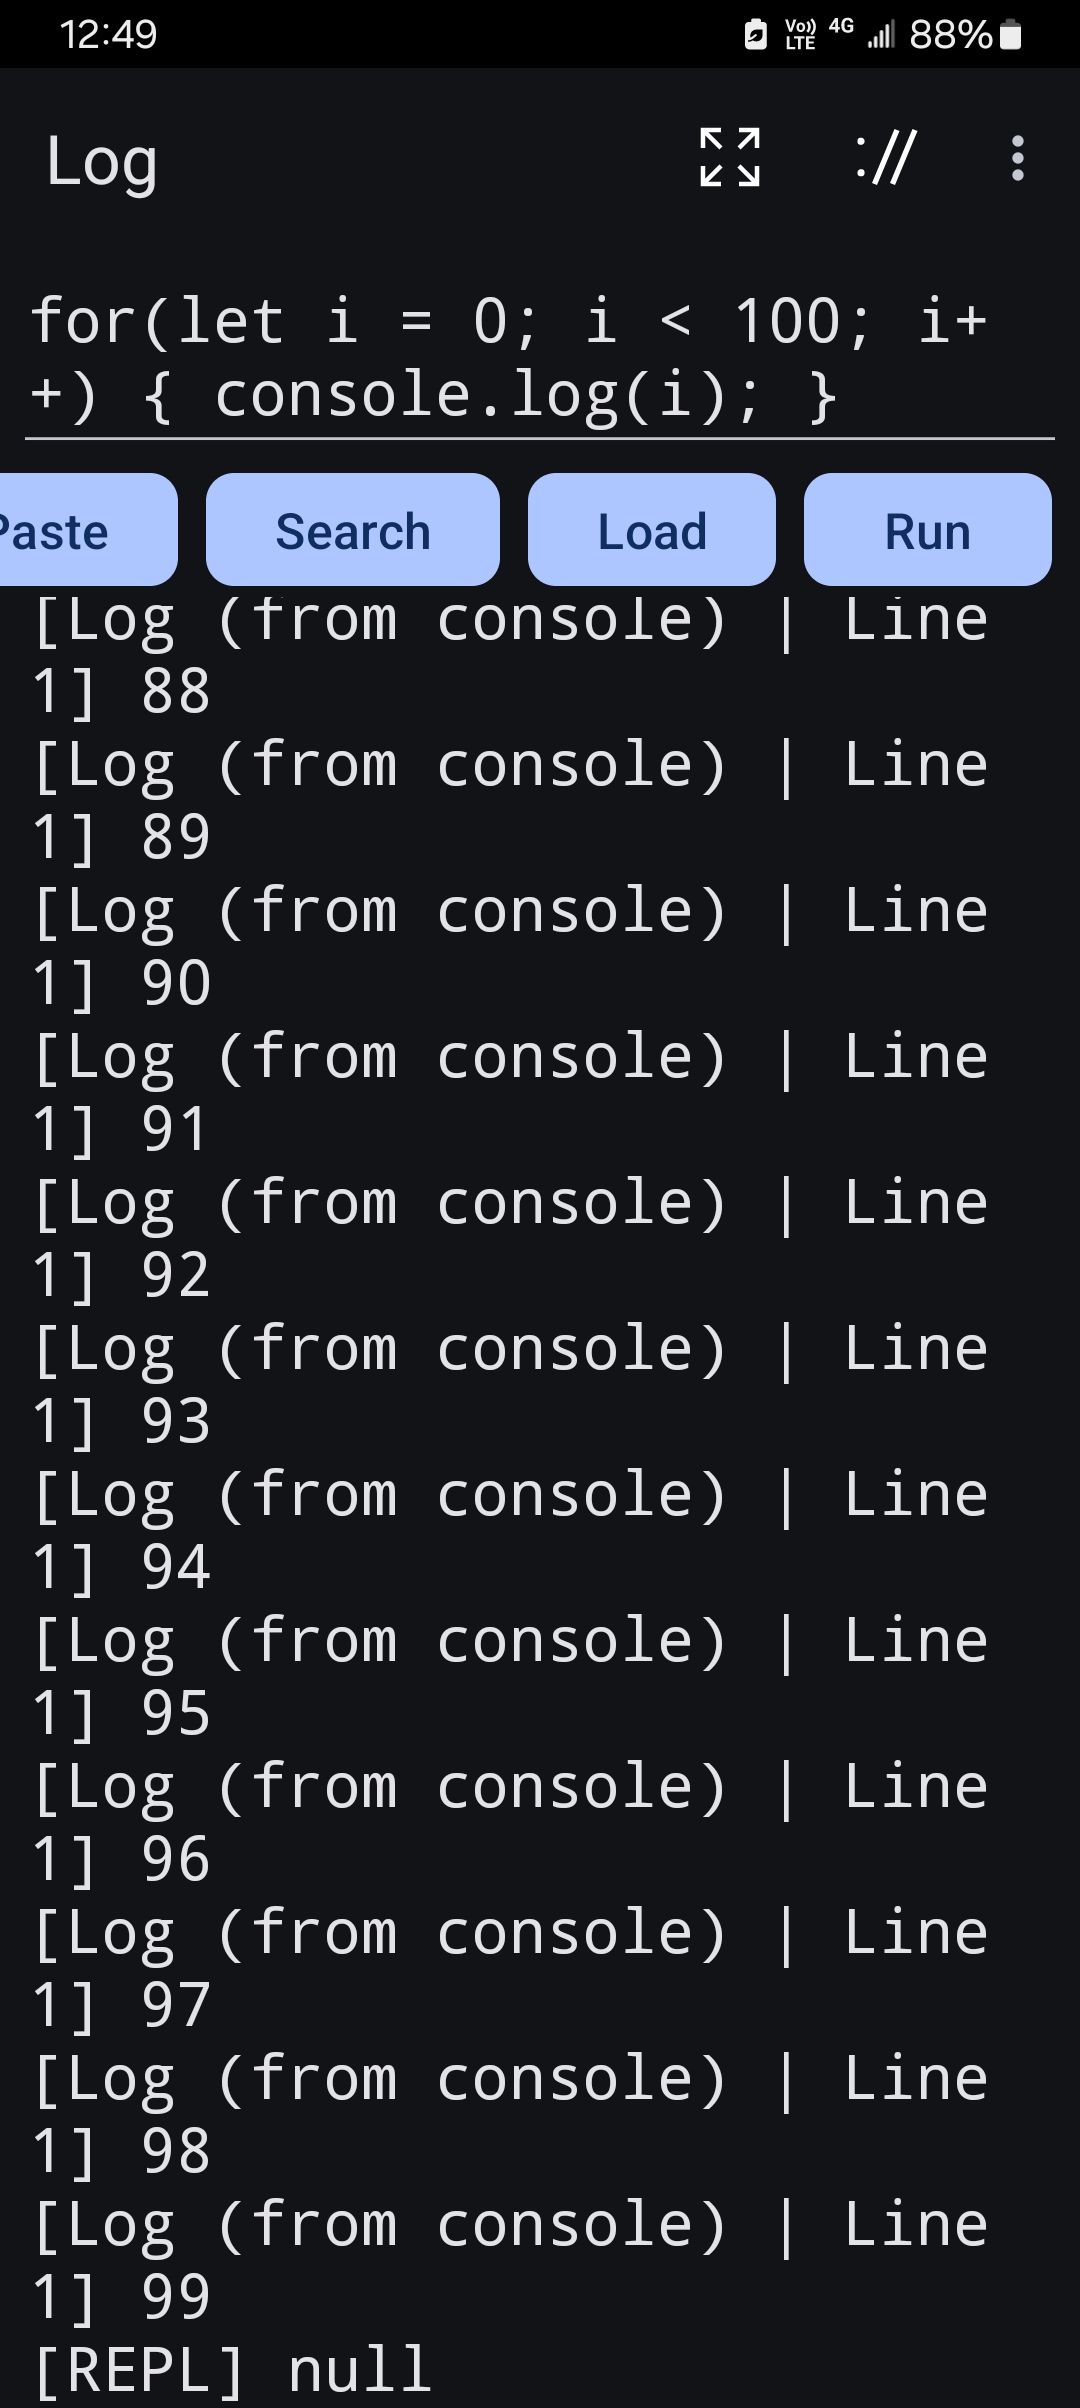 12:49
Vo)) LTE 4G 88%
Log
://
for(let i = 0; i < 100; i+
+) { console.log(i); }
Paste Search Load Run
[Log (from console) | Line
1] 88
[Log (from console) | Line
1] 89
[Log (from console) | Line
1] 90
[Log (from console) | Line
1] 91
[Log (from console) | Line
1] 92
[Log (from console) | Line
1] 93
[Log (from console) | Line
1] 94
[Log (from console) | Line
1] 95
[Log (from console) | Line
1] 96
[Log (from console) | Line
1] 97
[Log (from console) | Line
1] 98
[Log (from console) | Line
1] 99
[REPL] null